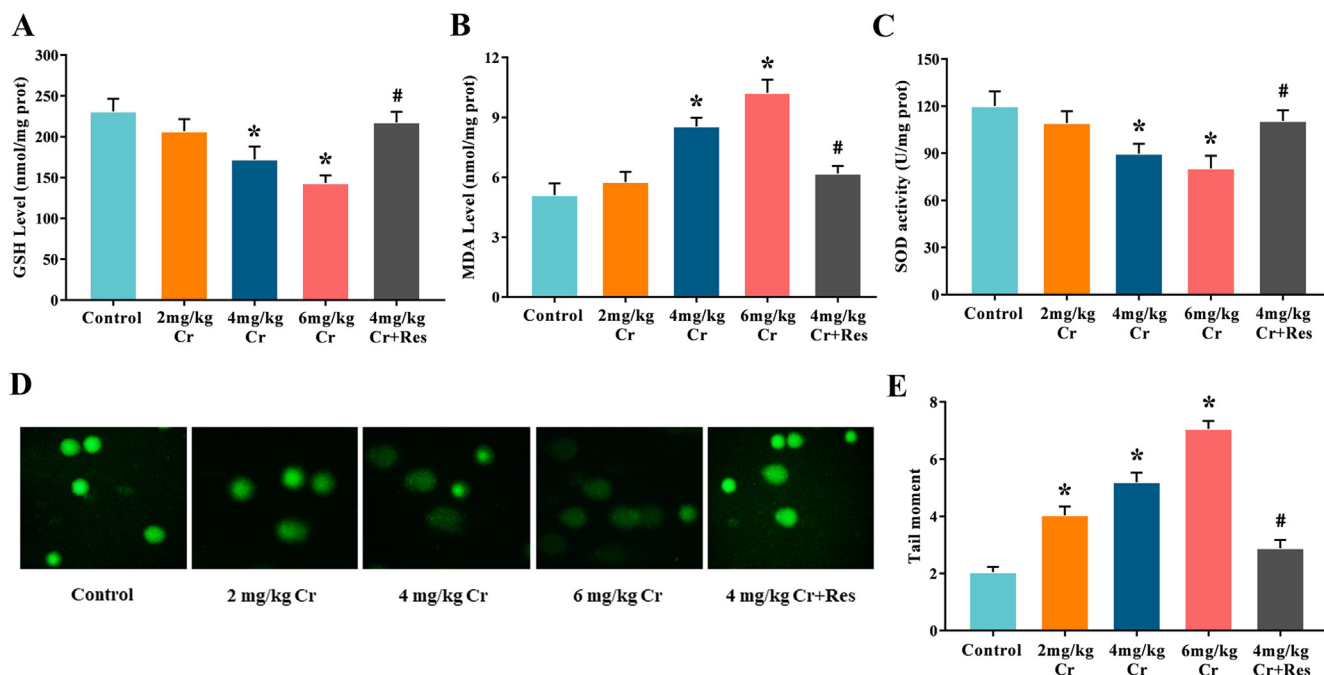 A
GSH Level (nmol/mg prot)
300
250
200
150
100
50
0
*
*
#
Control
2mg/kg
Cr
4mg/kg
Cr
6mg/kg
Cr
4mg/kg
Cr+Res
B
MDA Level (nmol/mg prot)
12
9
6
3
0
*
*
#
Control
2mg/kg
Cr
4mg/kg
Cr
6mg/kg
Cr
4mg/kg
Cr+Res
C
SOD activity (U/mg prot)
150
120
90
60
30
0
*
*
#
Control
2mg/kg
Cr
4mg/kg
Cr
6mg/kg
Cr
4mg/kg
Cr+Res
D
Control
2 mg/kg Cr
4 mg/kg Cr
6 mg/kg Cr
4 mg/kg Cr+Res
E
Tail moment
8
6
4
2
0
*
*
*
#
Control
2mg/kg
Cr
4mg/kg
Cr
6mg/kg
Cr
4mg/kg
Cr+Res